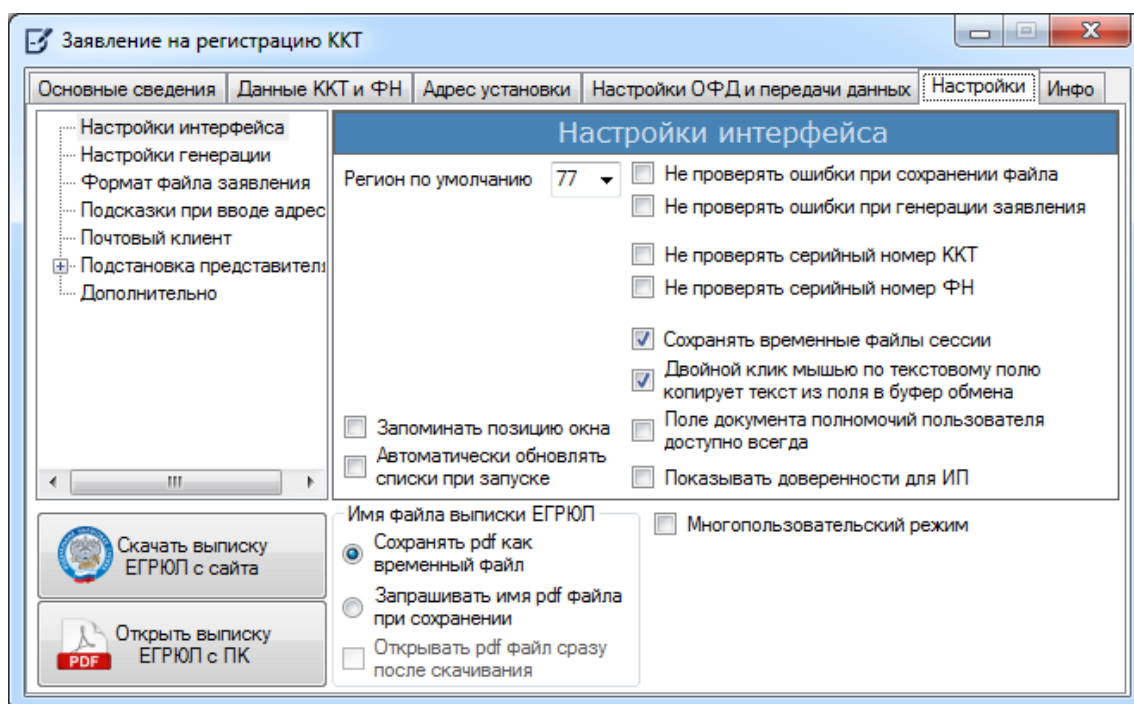 Заявление на регистрацию ККТ
Основные сведения
Данные ККТ и ФН
Адрес установки
Настройки ОФД и передачи данных
Настройки
Инфо
Настройки интерфейса
Настройки генерации
Формат файла заявления
Подсказки при вводе адрес
Почтовый клиент
Подстановка представител
Дополнительно
Настройки интерфейса
Регион по умолчанию
77
Не проверять ошибки при сохранении файла
Не проверять ошибки при генерации заявления
Не проверять серийный номер ККТ
Не проверять серийный номер ФН
Сохранять временные файлы сессии
Двойной клик мышью по текстовому полю
копирует текст из поля в буфер обмена
Запоминать позицию окна
Поле документа полномочий пользователя
доступно всегда
Автоматически обновлять
списки при запуске
Показывать доверенности для ИП
Скачать выписку
ЕГРЮЛ с сайта
Открыть выписку
ЕГРЮЛ с ПК
PDF
Имя файла выписки ЕГРЮЛ
Сохранять pdf как
временный файл
Запрашивать имя pdf файла
при сохранении
Открывать pdf файл сразу
после скачивания
Многопользовательский режим